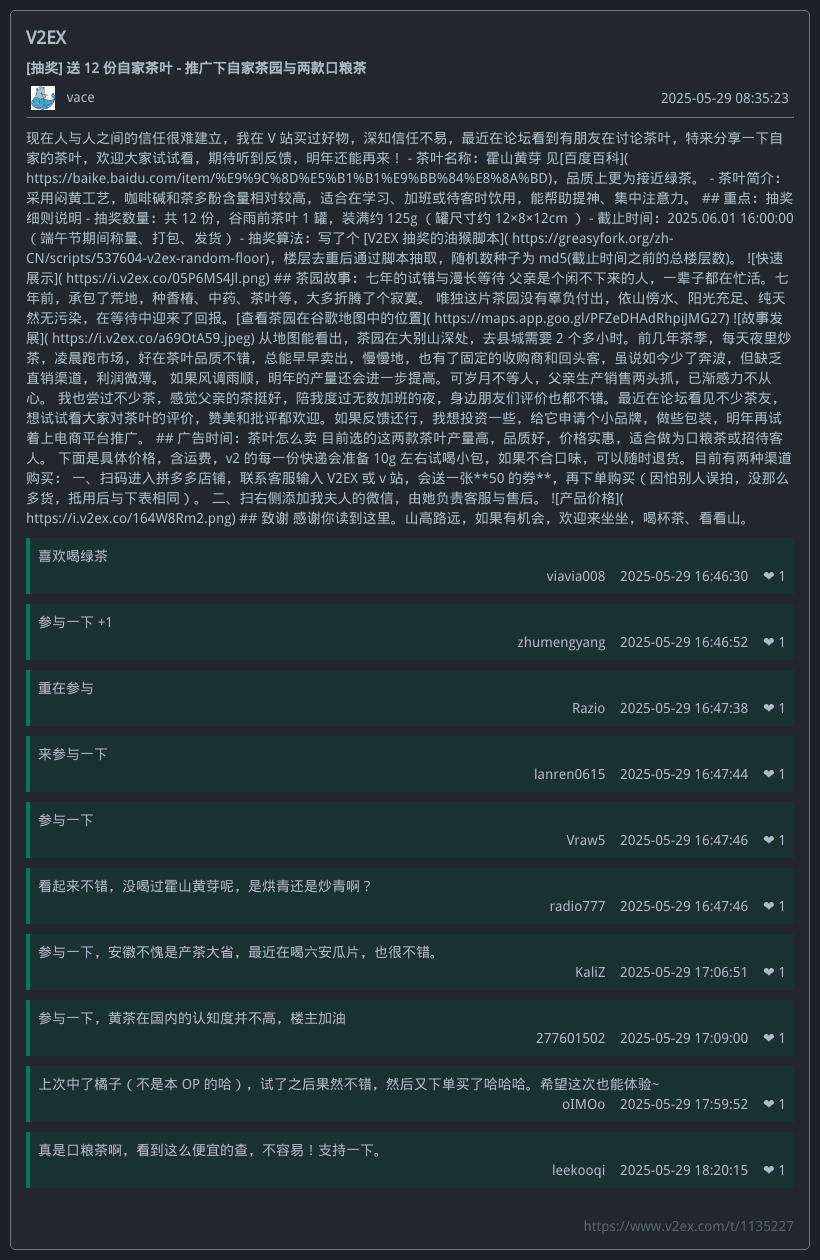 V2EX
[抽奖] 送 12 份自家茶叶 - 推广下自家茶园与两款口粮茶
vace
2025-05-29 08:35:23
现在人与人之间的信任很难建立，我在 V 站买过好物，深知信任不易，最近在论坛看到有朋友在讨论茶叶，特来分享一下自
家的茶叶，欢迎大家试试看，期待听到反馈，明年还能再来！ - 茶叶名称：霍山黄芽 见[百度百科](
https://baike.baidu.com/item/%E9%9C%8D%E5%B1%B1%E9%BB%84%E8%8A%BD)，品质上更为接近绿茶。 - 茶叶简介：
采用闷黄工艺，咖啡碱和茶多酚含量相对较高，适合在学习、加班或待客时饮用，能帮助提神、集中注意力。 ## 重点：抽奖
细则说明 - 抽奖数量：共 12 份，谷雨前茶叶 1 罐，装满约 125g （罐尺寸约 12×8×12cm ） - 截止时间：2025.06.01 16:00:00
（端午节期间称量、打包、发货） - 抽奖算法：写了个 [V2EX 抽奖的油猴脚本]( https://greasyfork.org/zh-
CN/scripts/537604-v2ex-random-floor)，楼层去重后通过脚本抽取，随机数种子为 md5(截止时间之前的总楼层数)。 ![快速
展示]( https://i.v2ex.co/05P6MS4Jl.png) ## 茶园故事：七年的试错与漫长等待 父亲是个闲不下来的人，一辈子都在忙活。七
年前，承包了荒地，种香椿、中药、茶叶等，大多折腾了个寂寞。 唯独这片茶园没有辜负付出，依山傍水、阳光充足、纯天
然无污染，在等待中迎来了回报。[查看茶园在谷歌地图中的位置]( https://maps.app.goo.gl/PFZeDHAdRhpiJMG27) ![故事发
展]( https://i.v2ex.co/a69OtA59.jpeg) 从地图能看出，茶园在大别山深处，去县城需要 2 个多小时。前几年茶季，每天夜里炒
茶，凌晨跑市场，好在茶叶品质不错，总能早早卖出，慢慢地，也有了固定的收购商和回头客，虽说如今少了奔波，但缺乏
直销渠道，利润微薄。 如果风调雨顺，明年的产量还会进一步提高。可岁月不等人，父亲生产销售两头抓，已渐感力不从
心。 我也尝过不少茶，感觉父亲的茶挺好，陪我度过无数加班的夜，身边朋友们评价也都不错。最近在论坛看见不少茶友，
想试试看大家对茶叶的评价，赞美和批评都欢迎。如果反馈还行，我想投资一些，给它申请个小品牌，做些包装，明年再试
着上电商平台推广。 ## 广告时间：茶叶怎么卖 目前选的这两款茶叶产量高，品质好，价格实惠，适合做为口粮茶或招待客
人。 下面是具体价格，含运费，v2 的每一份快递会准备 10g 左右试喝小包，如果不合口味，可以随时退货。目前有两种渠道
购买： 一、扫码进入拼多多店铺，联系客服输入 V2EX 或 v 站，会送一张**50 的券**，再下单购买（因怕别人误拍，没那么
多货，抵用后与下表相同）。 二、扫右侧添加我夫人的微信，由她负责客服与售后。 ![产品价格](
https://i.v2ex.co/164W8Rm2.png) ## 致谢 感谢你读到这里。山高路远，如果有机会，欢迎来坐坐，喝杯茶、看看山。
喜欢喝绿茶
viavia008 2025-05-29 16:46:30 ❤ 1
参与一下 +1
zhumengyang 2025-05-29 16:46:52 ❤ 1
重在参与
Razio 2025-05-29 16:47:38 ❤ 1
来参与一下
lanren0615 2025-05-29 16:47:44 ❤ 1
参与一下
Vraw5 2025-05-29 16:47:46 ❤ 1
看起来不错，没喝过霍山黄芽呢，是烘青还是炒青啊？
radio777 2025-05-29 16:47:46 ❤ 1
参与一下，安徽不愧是产茶大省，最近在喝六安瓜片，也很不错。
KaliZ 2025-05-29 17:06:51 ❤ 1
参与一下，黄茶在国内的认知度并不高，楼主加油
277601502 2025-05-29 17:09:00 ❤ 1
上次中了橘子（不是本 OP 的哈），试了之后果然不错，然后又下单买了哈哈哈。希望这次也能体验~
oIMOo 2025-05-29 17:59:52 ❤ 1
真是口粮茶啊，看到这么便宜的查，不容易！支持一下。
leekooqi 2025-05-29 18:20:15 ❤ 1
https://www.v2ex.com/t/1135227